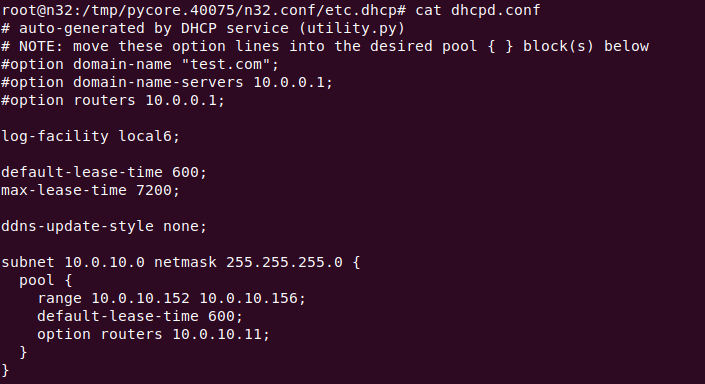 root@n32:/tmp/pycore.40075/n32.conf/etc.dhcp# cat dhcpd.conf
# auto-generated by DHCP service (utility.py)
# NOTE: move these option lines into the desired pool { } block(s) below
#option domain-name "test.com";
#option domain-name-servers 10.0.0.1;
#option routers 10.0.0.1;

log-facility local6;

default-lease-time 600;
max-lease-time 7200;

ddns-update-style none;

subnet 10.0.10.0 netmask 255.255.255.0 {
  pool {
    range 10.0.10.152 10.0.10.156;
    default-lease-time 600;
    option routers 10.0.10.11;
  }
}